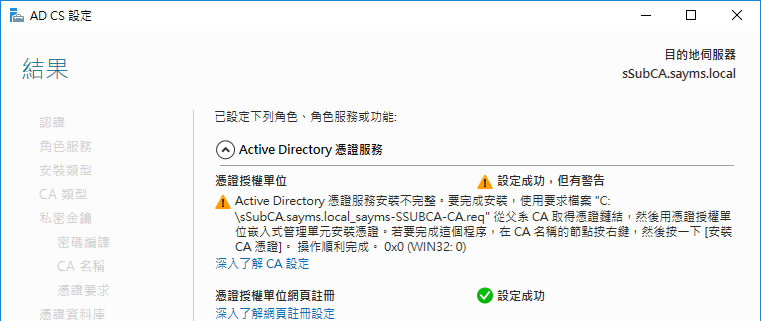 AD CS 設定
結果
目的地伺服器
sSubCA.sayms.local
認證
角色服務
安裝類型
CA 類型
私密金鑰
密碼編譯
CA 名稱
憑證要求
憑證資料庫
已設定下列角色、角色服務或功能:
Active Directory 憑證服務
憑證授權單位 設定成功，但有警告
Active Directory 憑證服務安裝不完整。要完成安裝，使用要求檔案 "C:
\sSubCA.sayms.local_sayms-SSUBCA-CA.req" 從父系 CA 取得憑證鏈結，然後用憑證授權單
位嵌入式管理單元安裝憑證。若要完成這個程序，在 CA 名稱的節點按右鍵，然後按一下 [安裝
CA 憑證]。 操作順利完成。 0x0 (WIN32: 0)
深入了解 CA 設定
憑證授權單位網頁註冊 設定成功
深入了解網頁註冊設定